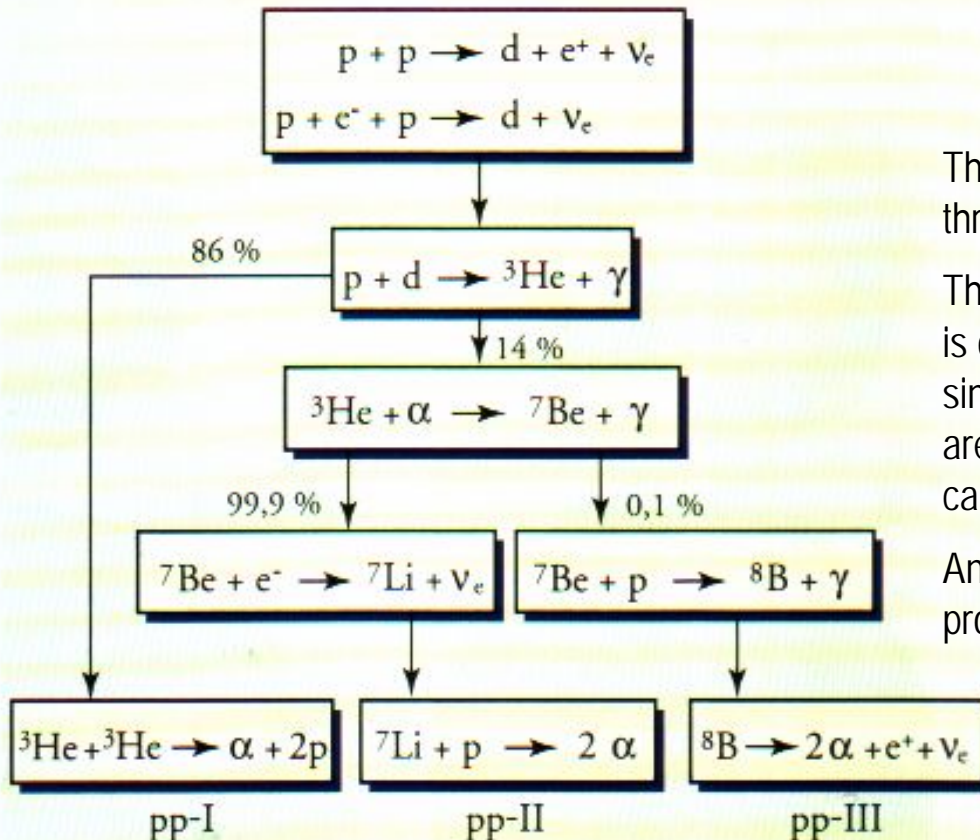 p + p → d + e⁺ + νₑ
p + e⁻ + p → d + νₑ
86 %
p + d → ³He + γ
14 %
³He + α → ⁷Be + γ
99,9 %
0,1 %
⁷Be + e⁻ → ⁷Li + νₑ
⁷Be + p → ⁸B + γ
³He + ³He → α + 2p
⁷Li + p → 2 α
⁸B → 2α + e⁺ + νₑ
pp-I
pp-II
pp-III